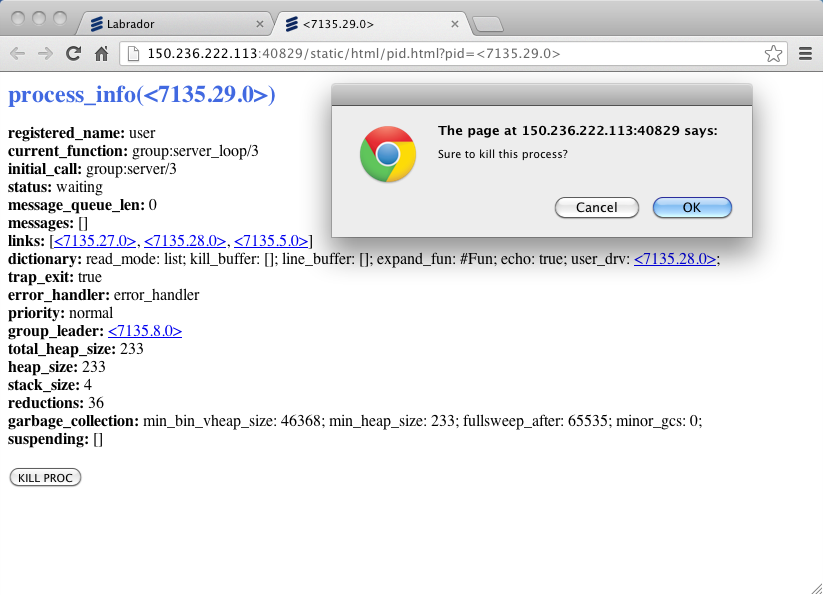 Labrador
<7135.29.0>
150.236.222.113:40829/static/html/pid.html?pid=<7135.29.0>
process_info(<7135.29.0>)
The page at 150.236.222.113:40829 says:
Sure to kill this process?
Cancel
OK
registered_name: user
current_function: group:server_loop/3
initial_call: group:server/3
status: waiting
message_queue_len: 0
messages: []
links: [<7135.27.0>, <7135.28.0>, <7135.5.0>]
dictionary: read_mode: list; kill_buffer: []; line_buffer: []; expand_fun: #Fun; echo: true; user_drv: <7135.28.0>;
trap_exit: true
error_handler: error_handler
priority: normal
group_leader: <7135.8.0>
total_heap_size: 233
heap_size: 233
stack_size: 4
reductions: 36
garbage_collection: min_bin_vheap_size: 46368; min_heap_size: 233; fullsweep_after: 65535; minor_gcs: 0;
suspending: []
KILL PROC